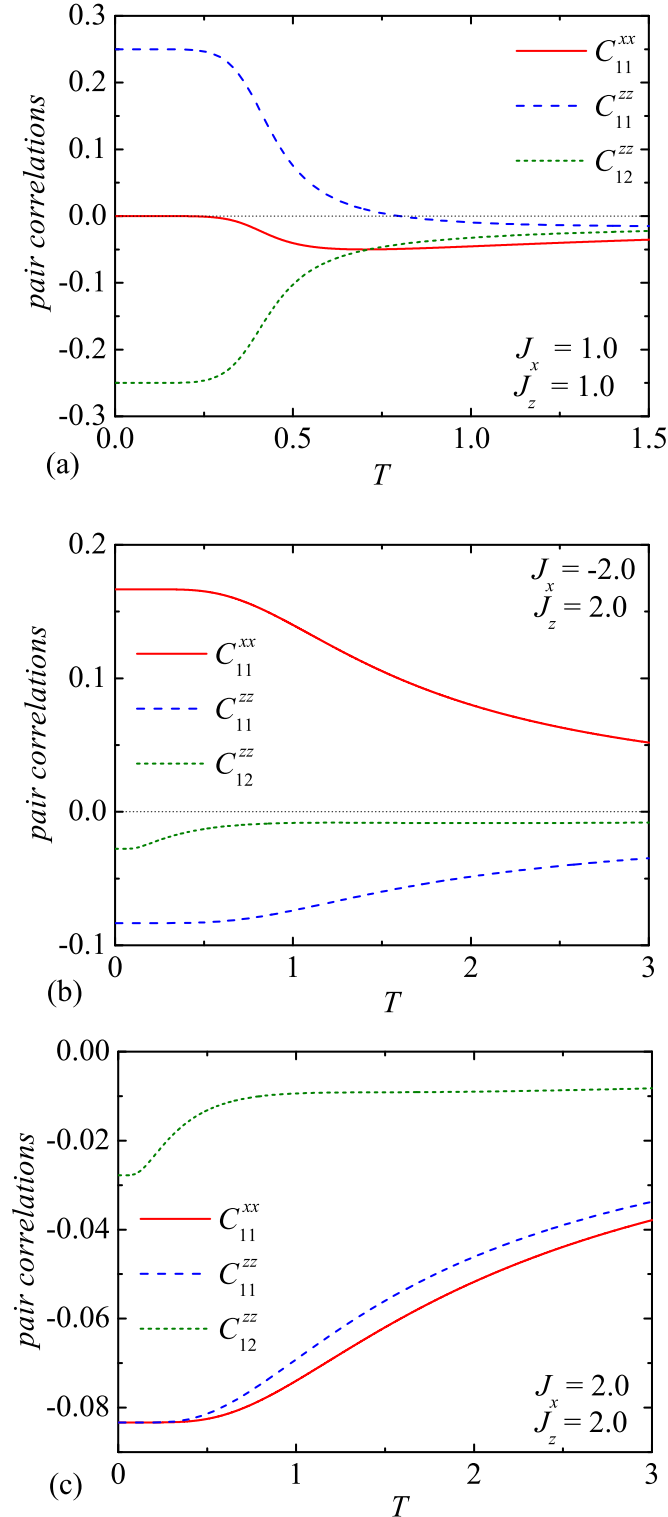 0.3
0.2
0.1
0.0
-0.1
-0.2
-0.3
pair correlations
C₁₁ˣˣ
C₁₁ᶻᶻ
C₁₂ᶻᶻ
Jₓ = 1.0
J_z = 1.0
0.0 0.5 1.0 1.5
(a)
T
0.2
0.1
0.0
-0.1
pair correlations
Jₓ = -2.0
J_z = 2.0
C₁₁ˣˣ
C₁₁ᶻᶻ
C₁₂ᶻᶻ
0 1 2 3
(b)
T
0.00
-0.02
-0.04
-0.06
-0.08
pair correlations
C₁₁ˣˣ
C₁₁ᶻᶻ
C₁₂ᶻᶻ
Jₓ = 2.0
J_z = 2.0
0 1 2 3
(c)
T